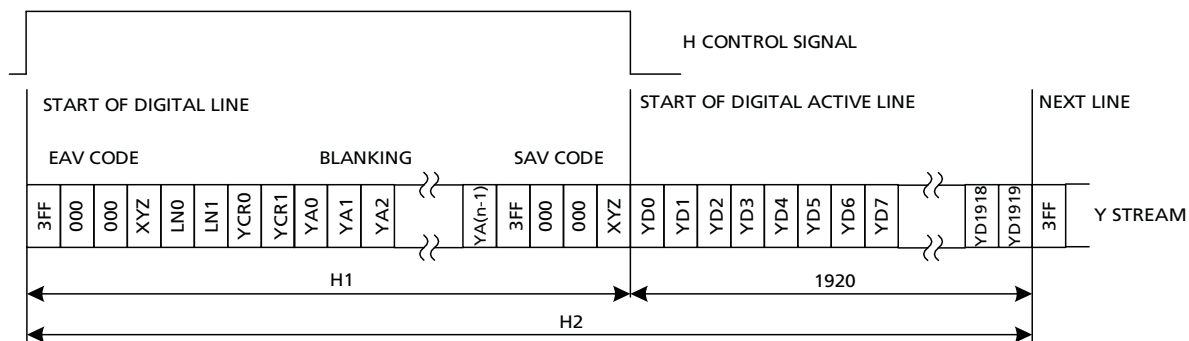 H CONTROL SIGNAL
START OF DIGITAL LINE
START OF DIGITAL ACTIVE LINE
NEXT LINE
EAV CODE
BLANKING
SAV CODE
3FF 000 000 XYZ LN0 LN1 YCR0 YCR1 YA0 YA1 YA2 YA(n-1) 3FF 000 000 XYZ YD0 YD1 YD2 YD3 YD4 YD5 YD6 YD7 YD1918 YD1919 3FF Y STREAM
H1
1920
H2